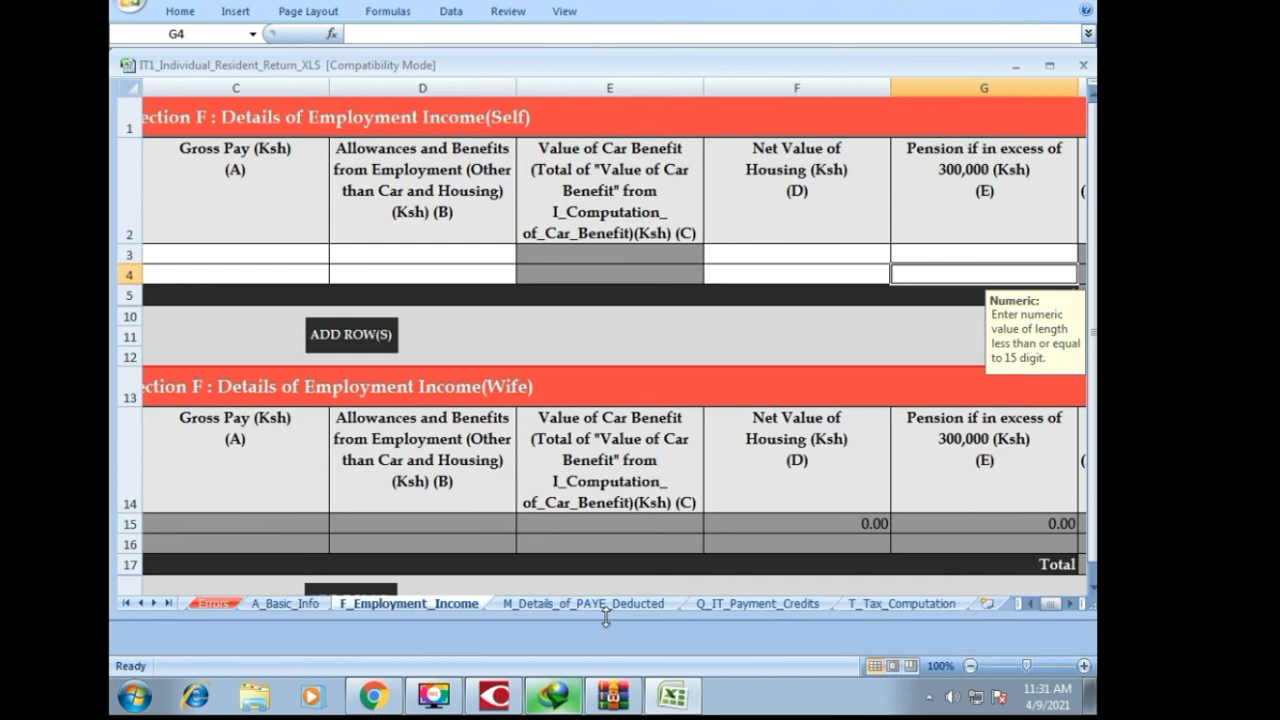 Home Insert Page Layout Formulas Data Review View
G4 fx
IT1_Individual_Resident_Return_XLS [Compatibility Mode]
C D E F G
1 ection F : Details of Employment Income(Self)
Gross Pay (Ksh)
(A)
Allowances and Benefits
from Employment (Other
than Car and Housing)
(Ksh) (B)
Value of Car Benefit
(Total of "Value of Car
Benefit" from
I_Computation_
of_Car_Benefit)(Ksh) (C)
Net Value of
Housing (Ksh)
(D)
Pension if in excess of
300,000 (Ksh)
(E)
(
2
3
4
5
Numeric:
Enter numeric
value of length
less than or equal
to 15 digit.
10
11 ADD ROW(S)
12
13 ection F : Details of Employment Income(Wife)
Gross Pay (Ksh)
(A)
Allowances and Benefits
from Employment (Other
than Car and Housing)
(Ksh) (B)
Value of Car Benefit
(Total of "Value of Car
Benefit" from
I_Computation_
of_Car_Benefit)(Ksh) (C)
Net Value of
Housing (Ksh)
(D)
Pension if in excess of
300,000 (Ksh)
(E)
(
14
15 0.00 0.00
16
17 Total
Errors A_Basic_Info F_Employment_Income M_Details_of_PAYE_Deducted Q_IT_Payment_Credits T_Tax_Computation
Ready 100%
11:31 AM
4/9/2021